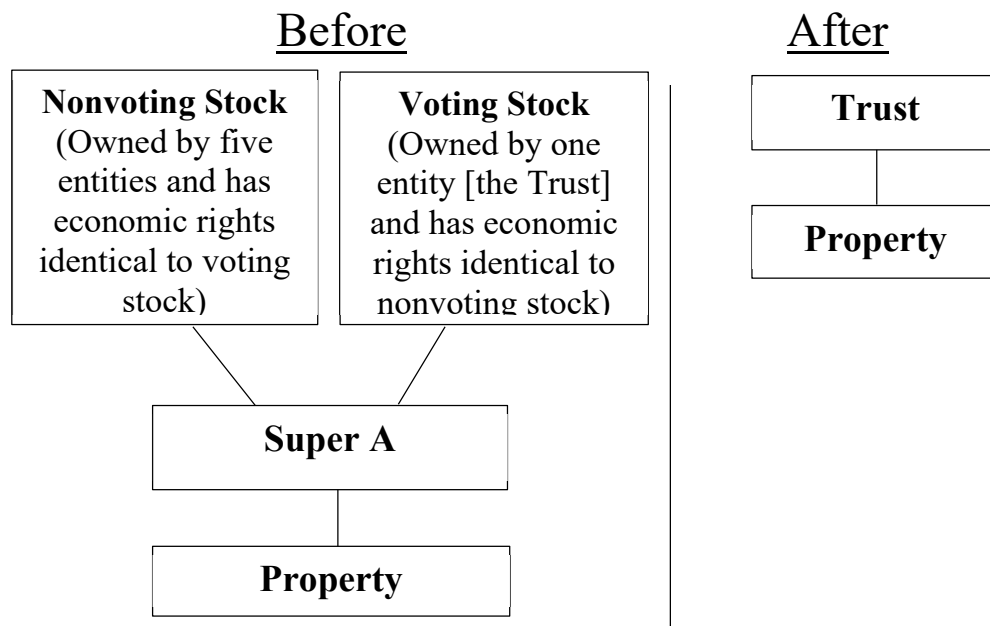 Before
After
Nonvoting Stock
(Owned by five
entities and has
economic rights
identical to voting
stock)
Voting Stock
(Owned by one
entity [the Trust]
and has economic
rights identical to
nonvoting stock)
Trust
Property
Super A
Property